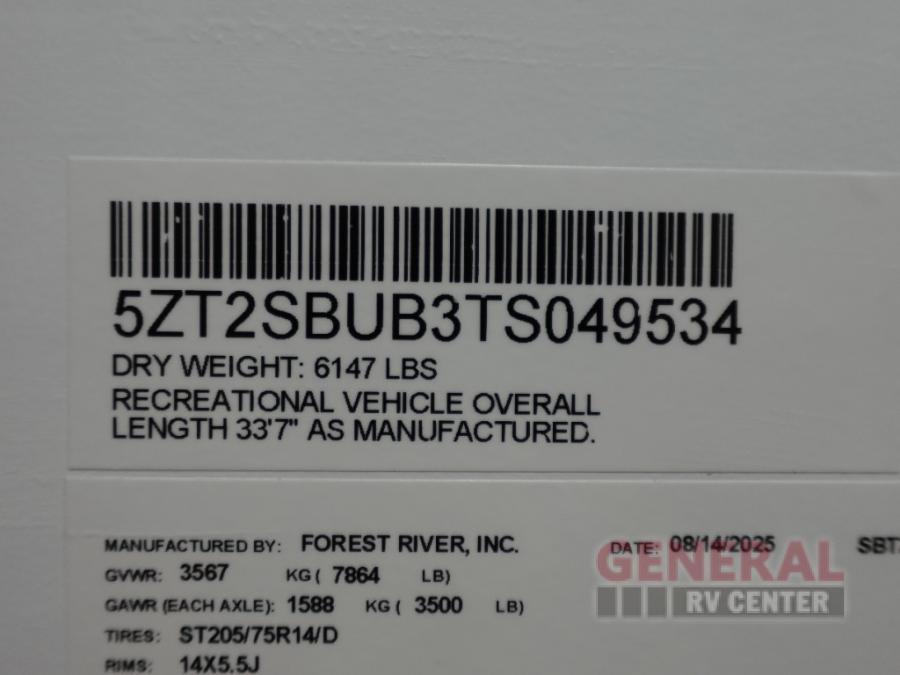 5ZT2SBUB3TS049534
DRY WEIGHT: 6147 LBS
RECREATIONAL VEHICLE OVERALL
LENGTH 33'7" AS MANUFACTURED.
MANUFACTURED BY: FOREST RIVER, INC. DATE: 08/14/2025 SBT
GVWR: 3567 KG ( 7864 LB)
GAWR (EACH AXLE): 1588 KG ( 3500 LB)
TIRES: ST205/75R14/D
RIMS: 14X5.5J
GENERAL
RV CENTER